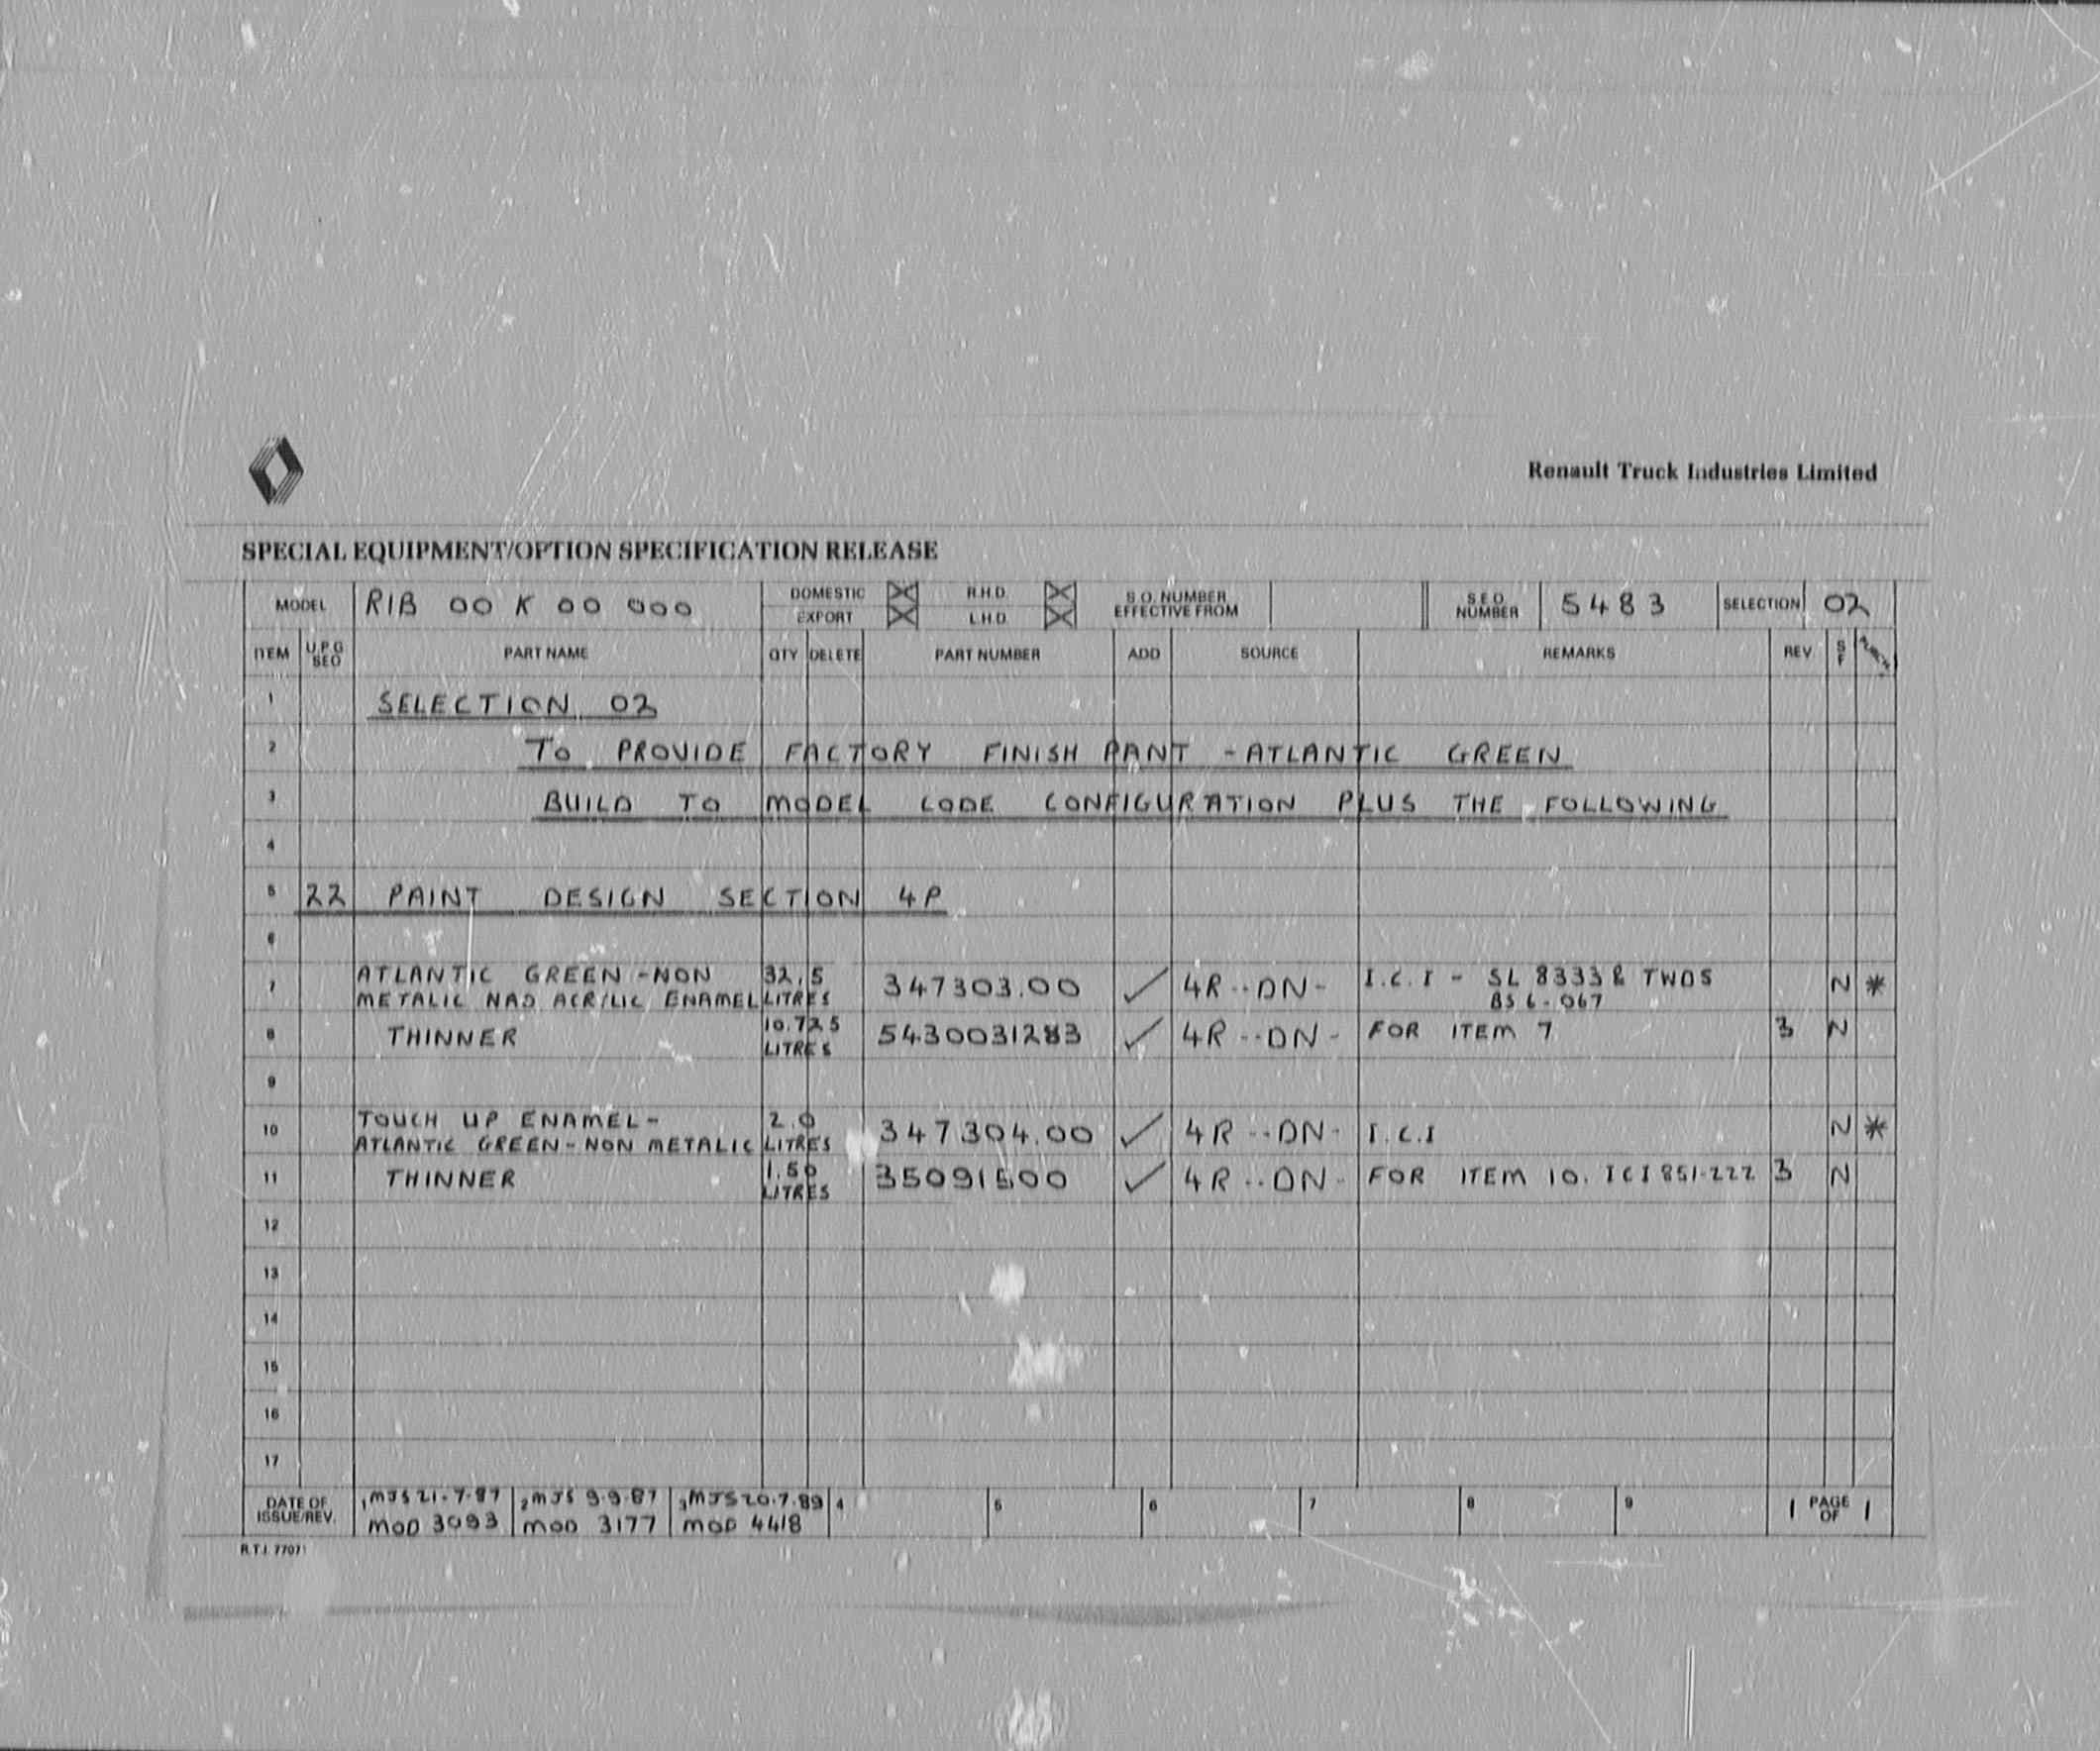 Renault Truck Industries Limited
SPECIAL EQUIPMENT/OPTION SPECIFICATION RELEASE
MODEL RIB 00 K 00 000 DOMESTIC R.H.D. S.O. NUMBER EFFECTIVE FROM S.E.O. NUMBER 5483 SELECTION 02
EXPORT L.H.D.
ITEM U.P.G SEQ PART NAME QTY DELETE PART NUMBER ADD SOURCE REMARKS REV S F
1 SELECTION 02
2 TO PROVIDE FACTORY FINISH PANT - ATLANTIC GREEN
3 BUILD TO MODEL CODE CONFIGURATION PLUS THE FOLLOWING
4
5 22 PAINT DESIGN SECTION 4P
6
7 ATLANTIC GREEN - NON 32.5 347303.00 ✓ 4R--DN- I.C.I - SL 8333 & TWOS N *
METALIC NAD ACRILIC ENAMEL LITRES BS 6-067
8 THINNER 10.725 LITRES 5430031283 ✓ 4R--DN- FOR ITEM 7 3 N
9
10 TOUCH UP ENAMEL - 2.0 347304.00 ✓ 4R--DN- I.C.I N *
ATLANTIC GREEN - NON METALIC LITRES
11 THINNER 1.50 LITRES 35091500 ✓ 4R--DN- FOR ITEM 10. ICI 851-222 3 N
12
13
14
15
16
17
DATE OF ISSUE/REV. 1 MJS 21-7-87 2 MJS 9-9-87 3 MJS 20.7.89 4 5 6 7 8 9 1 PAGE OF 1
MOD 3093 MOD 3177 MOD 4418
R.T.I. 77071